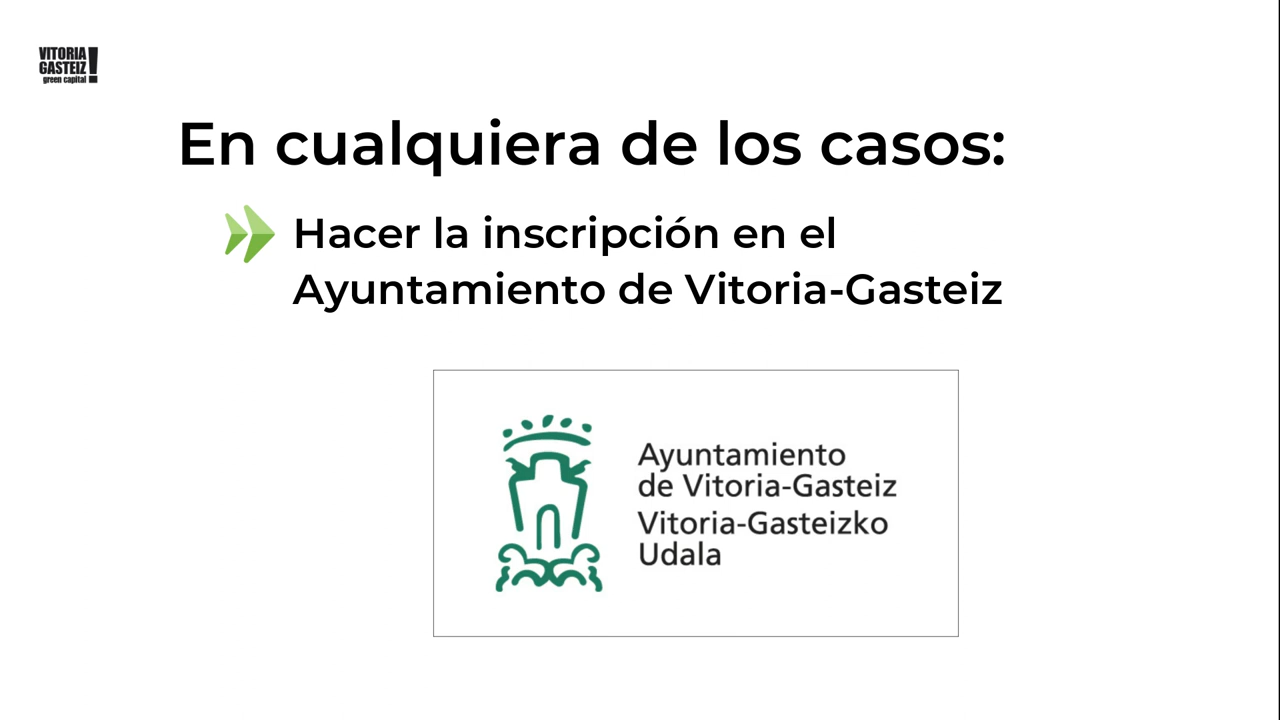 VITORIA
GASTEIZ!
green capital
En cualquiera de los casos:
Hacer la inscripción en el
Ayuntamiento de Vitoria-Gasteiz
Ayuntamiento
de Vitoria-Gasteiz
Vitoria-Gasteizko
Udala